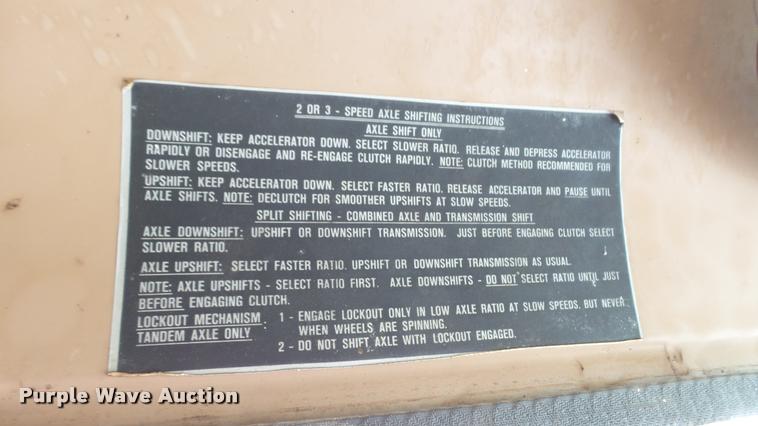 2 OR 3 - SPEED AXLE SHIFTING INSTRUCTIONS
AXLE SHIFT ONLY
DOWNSHIFT: KEEP ACCELERATOR DOWN. SELECT SLOWER RATIO. RELEASE AND DEPRESS ACCELERATOR
RAPIDLY OR DISENGAGE AND RE-ENGAGE CLUTCH RAPIDLY. NOTE: CLUTCH METHOD RECOMMENDED FOR
SLOWER SPEEDS.
UPSHIFT: KEEP ACCELERATOR DOWN. SELECT FASTER RATIO. RELEASE ACCELERATOR AND PAUSE UNTIL
AXLE SHIFTS. NOTE: DECLUTCH FOR SMOOTHER UPSHIFTS AT SLOW SPEEDS.
SPLIT SHIFTING - COMBINED AXLE AND TRANSMISSION SHIFT
AXLE DOWNSHIFT: UPSHIFT OR DOWNSHIFT TRANSMISSION. JUST BEFORE ENGAGING CLUTCH SELECT
SLOWER RATIO.
AXLE UPSHIFT: SELECT FASTER RATIO. UPSHIFT OR DOWNSHIFT TRANSMISSION AS USUAL.
NOTE: AXLE UPSHIFTS - SELECT RATIO FIRST. AXLE DOWNSHIFTS - DO NOT SELECT RATIO UNTIL JUST
BEFORE ENGAGING CLUTCH.
LOCKOUT MECHANISM 1 - ENGAGE LOCKOUT ONLY IN LOW AXLE RATIO AT SLOW SPEEDS. BUT NEVER
TANDEM AXLE ONLY WHEN WHEELS ARE SPINNING.
2 - DO NOT SHIFT AXLE WITH LOCKOUT ENGAGED.
Purple Wave Auction